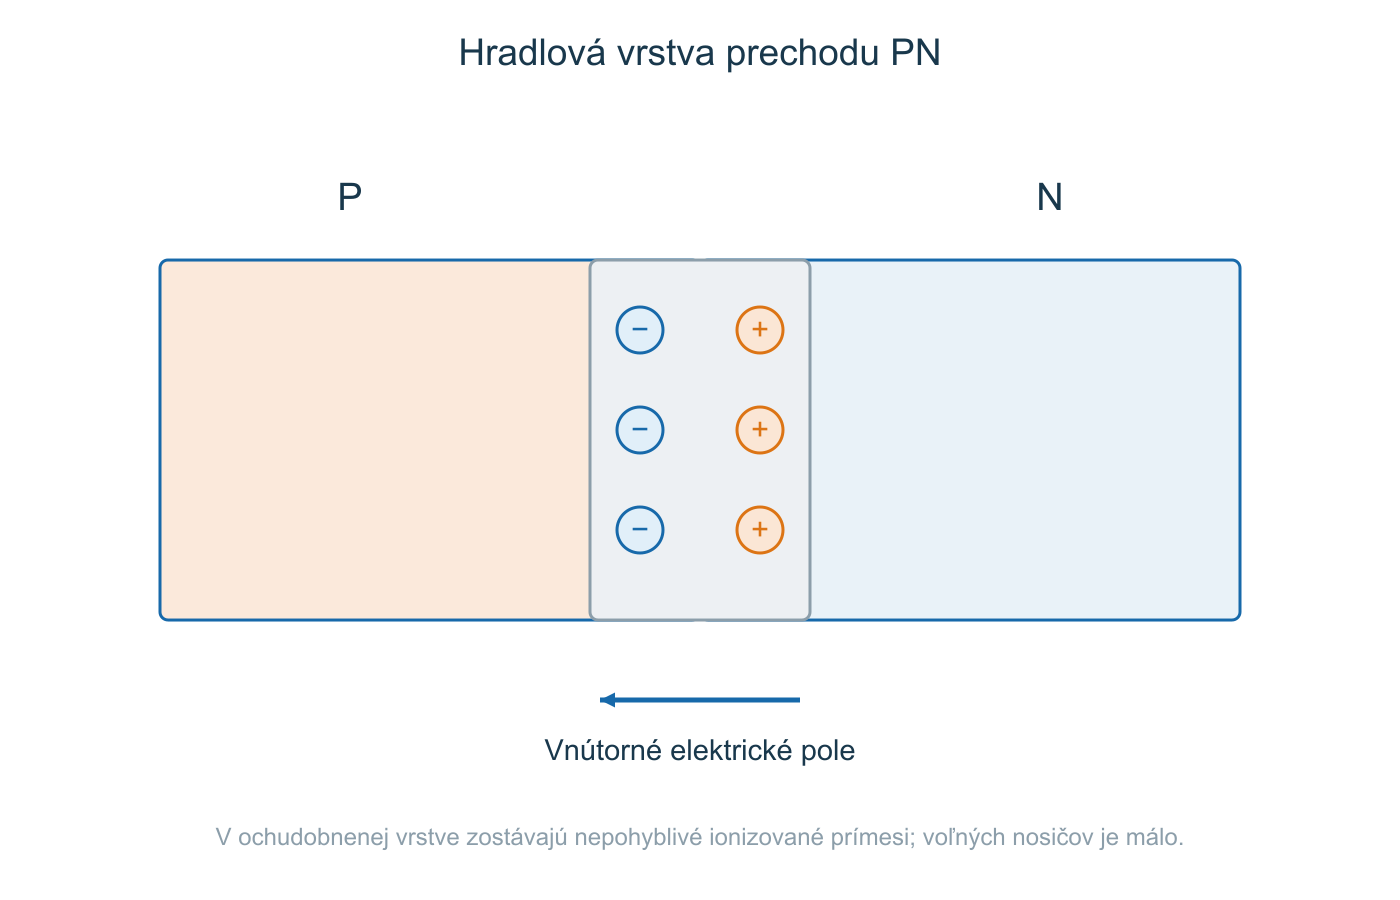 Hradlová vrstva prechodu PN
P
N
− +
− +
− +
Vnútorné elektrické pole
V ochudobnenej vrstve zostávajú nepohyblivé ionizované prímesi; voľných nosičov je málo.